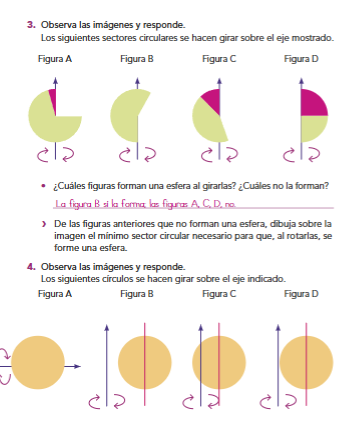 3. Observa las imágenes y responde.
Los siguientes sectores circulares se hacen girar sobre el eje mostrado.
Figura A Figura B Figura C Figura D
• ¿Cuáles figuras forman una esfera al girarlas? ¿Cuáles no la forman?
La figura B sí la forma; las figuras A, C, D, no.
› De las figuras anteriores que no forman una esfera, dibuja sobre la
imagen el mínimo sector circular necesario para que, al rotarlas, se
forme una esfera.
4. Observa las imágenes y responde.
Los siguientes círculos se hacen girar sobre el eje indicado.
Figura A Figura B Figura C Figura D